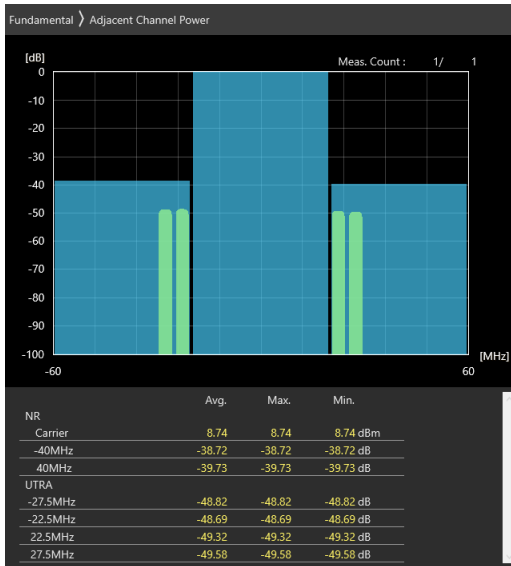 Fundamental 〉 Adjacent Channel Power
[dB]
Meas. Count : 1/ 1
0
-10
-20
-30
-40
-50
-60
-70
-80
-90
-100
[MHz]
-60 60
Avg. Max. Min.
NR
Carrier 8.74 8.74 8.74 dBm
-40MHz -38.72 -38.72 -38.72 dB
40MHz -39.73 -39.73 -39.73 dB
UTRA
-27.5MHz -48.82 -48.82 -48.82 dB
-22.5MHz -48.69 -48.69 -48.69 dB
22.5MHz -49.32 -49.32 -49.32 dB
27.5MHz -49.58 -49.58 -49.58 dB